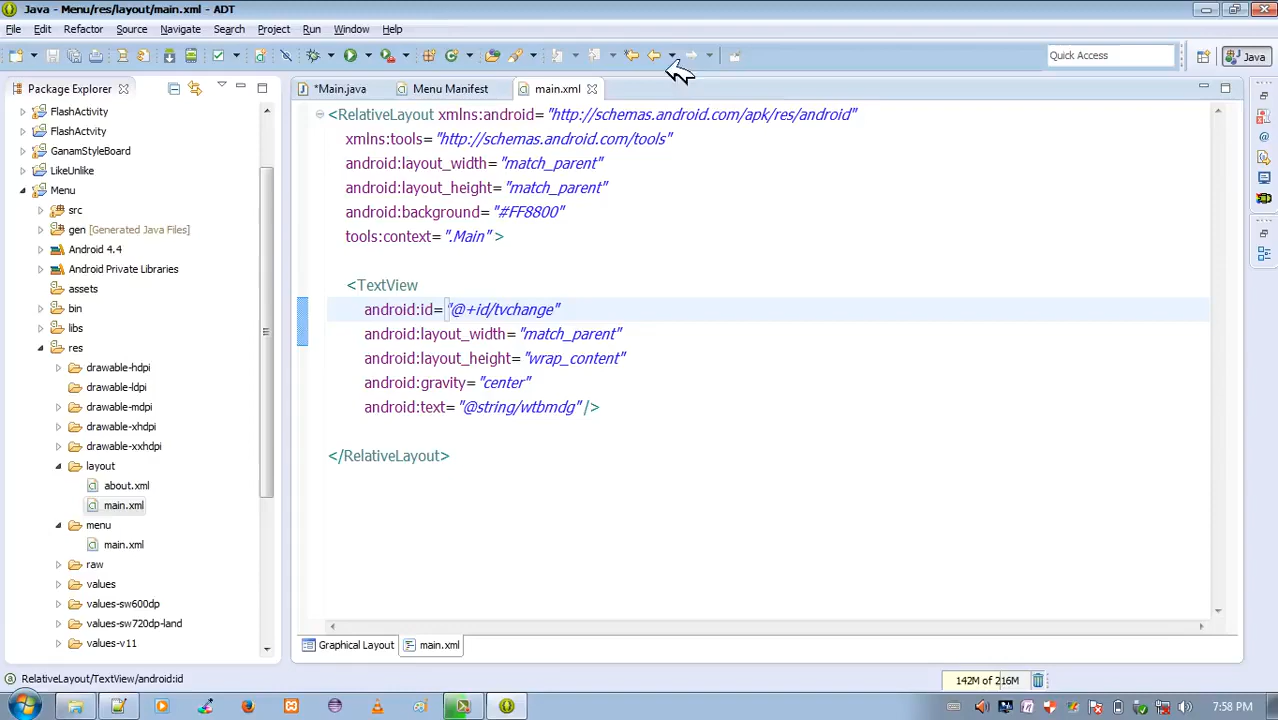 Java - Menu/res/layout/main.xml - ADT
File Edit Refactor Source Navigate Search Project Run Window Help
Quick Access
Java
Package Explorer
*Main.java
Menu Manifest
main.xml
FlashActivity
FlashActivity
GanamStyleBoard
LikeUnlike
Menu
src
gen [Generated Java Files]
Android 4.4
Android Private Libraries
assets
bin
libs
res
drawable-hdpi
drawable-ldpi
drawable-mdpi
drawable-xhdpi
drawable-xxhdpi
layout
about.xml
main.xml
menu
main.xml
raw
values
values-sw600dp
values-sw720dp-land
values-v11
<RelativeLayout xmlns:android="http://schemas.android.com/apk/res/android"
xmlns:tools="http://schemas.android.com/tools"
android:layout_width="match_parent"
android:layout_height="match_parent"
android:background="#FF8800"
tools:context=".Main" >
<TextView
android:id="@+id/tvchange"
android:layout_width="match_parent"
android:layout_height="wrap_content"
android:gravity="center"
android:text="@string/wtbmdg" />
</RelativeLayout>
Graphical Layout
main.xml
RelativeLayout/TextView/android:id
142M of 216M
7:58 PM